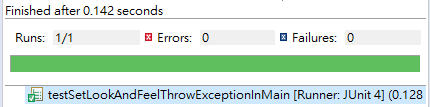 Finished after 0.142 seconds
Runs: 1/1 Errors: 0 Failures: 0
testSetLookAndFeelThrowExceptionInMain [Runner: JUnit 4] (0.128